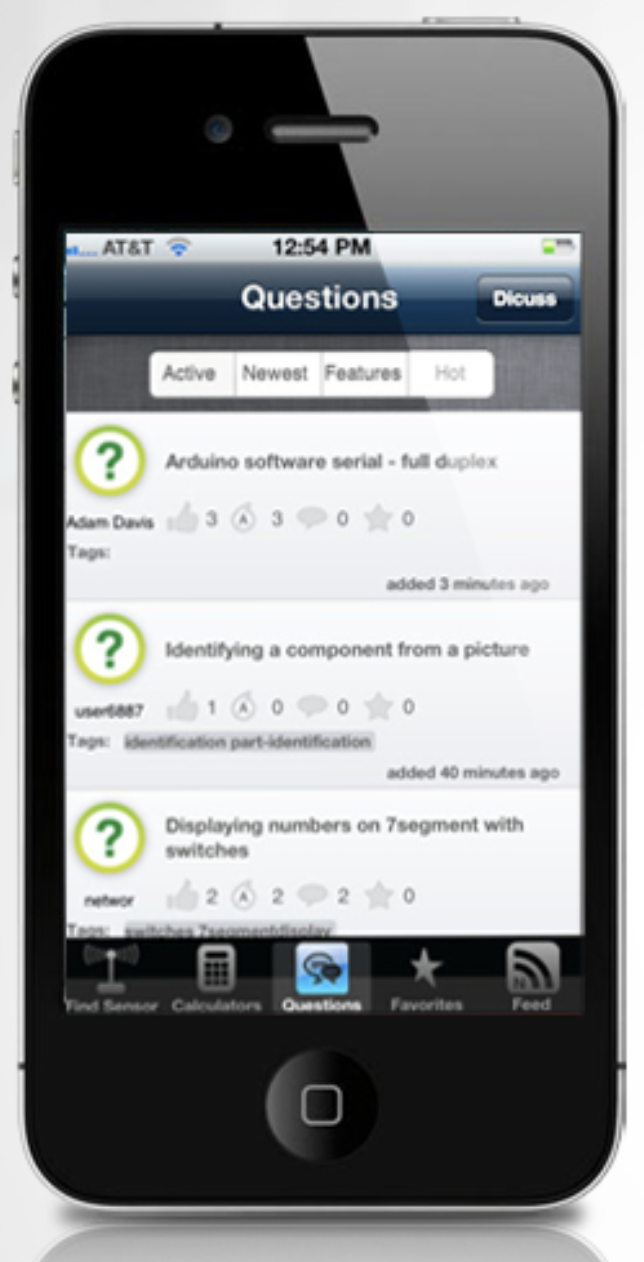 AT&T 12:54 PM
Questions Dicuss
Active Newest Features Hot
?
Arduino software serial - full duplex
Adam Davis 3 A 3 0 0
Tags:
added 3 minutes ago
?
Identifying a component from a picture
user6887 1 A 0 0 0
Tags: identification part-identification
added 40 minutes ago
?
Displaying numbers on 7segment with
switches
networ 2 A 2 2 0
Tags: switches 7segmentdisplay
Find Sensor Calculators Questions Favorites Feed